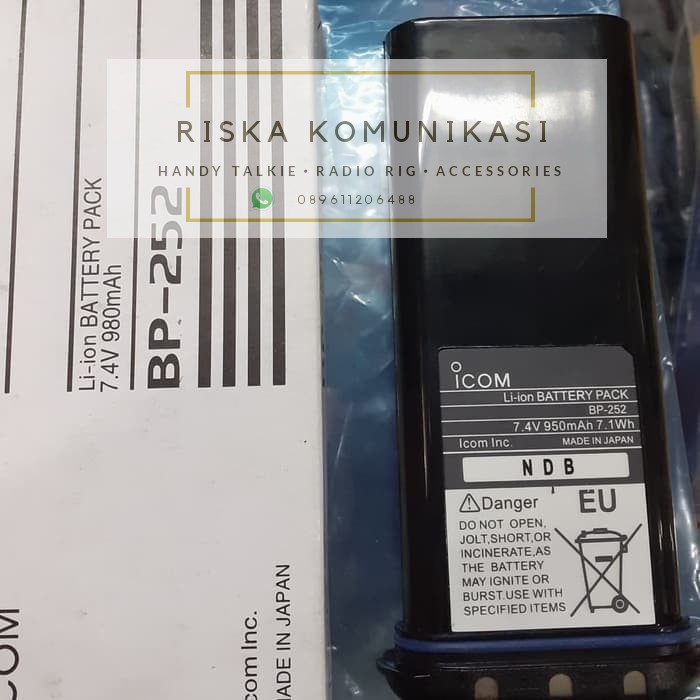 RISKA KOMUNIKASI
HANDY TALKIE • RADIO RIG • ACCESSORIES
089611206488
Li-ion BATTERY PACK
7.4V 980mAh
BP-252
COM
com Inc.
MADE IN JAPAN
ICOM
Li-ion BATTERY PACK
BP-252
7.4V 950mAh 7.1Wh
Icom Inc. MADE IN JAPAN
NDB
Danger EU
DO NOT OPEN,
JOLT,SHORT,OR
INCINERATE,AS
THE BATTERY
MAY IGNITE OR
BURST.USE WITH
SPECIFIED ITEMS